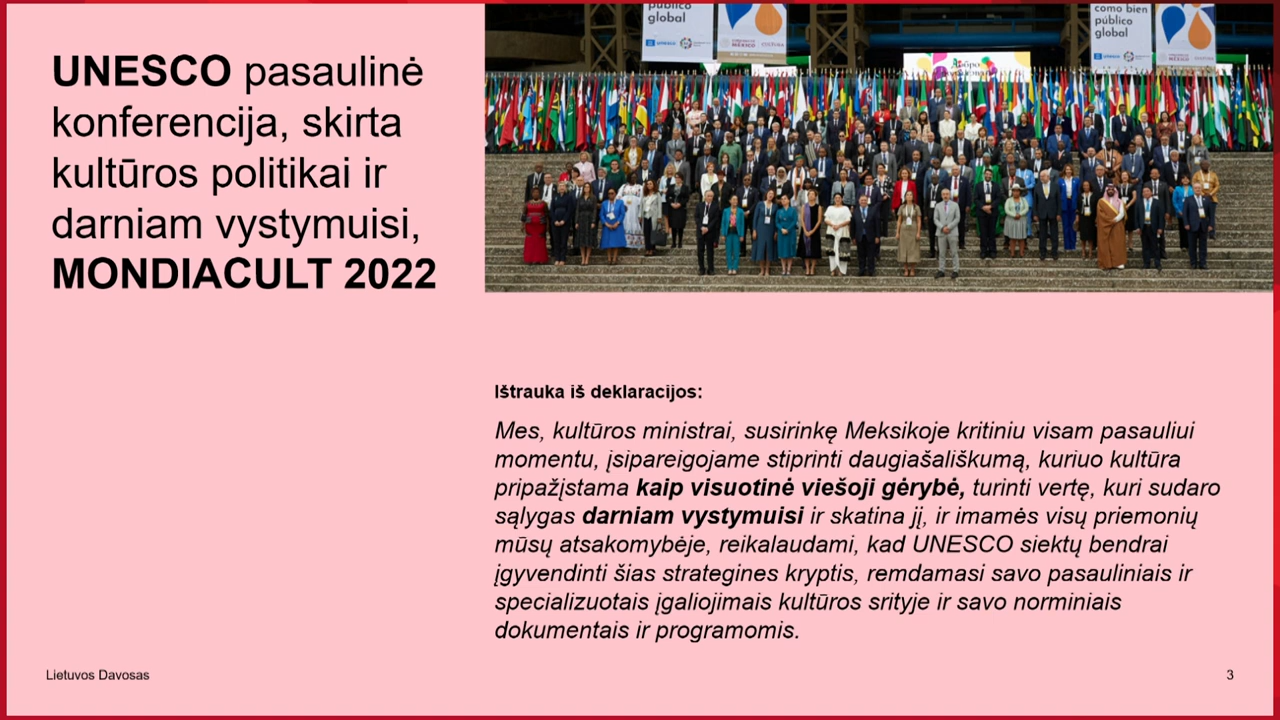 UNESCO pasaulinė
konferencija, skirta
kultūros politikai ir
darniam vystymuisi,
MONDIACULT 2022
público
global
UNESCO
MÉXICO
CULTURA
como bien
público
global
Ištrauka iš deklaracijos:
Mes, kultūros ministrai, susirinkę Meksikoje kritiniu visam pasauliui
momentu, įsipareigojame stiprinti daugiašališkumą, kuriuo kultūra
pripažįstama kaip visuotinė viešoji gėrybė, turinti vertę, kuri sudaro
sąlygas darniam vystymuisi ir skatina jį, ir imamės visų priemonių
mūsų atsakomybėje, reikalaudami, kad UNESCO siektų bendrai
įgyvendinti šias strategines kryptis, remdamasi savo pasauliniais ir
specializuotais įgaliojimais kultūros srityje ir savo norminiais
dokumentais ir programomis.
Lietuvos Davosas
3